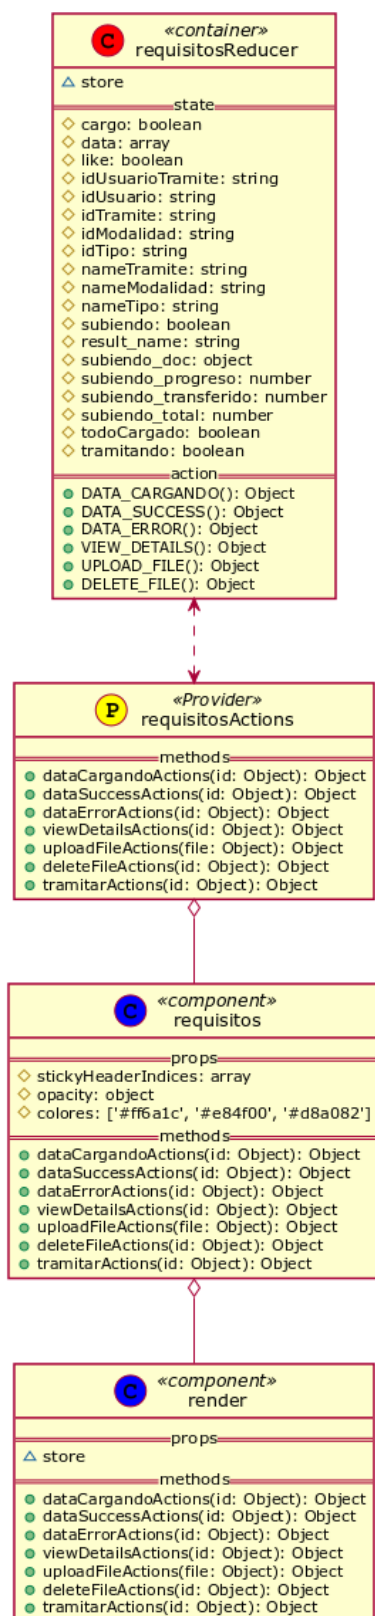 C
«container»
requisitosReducer
store
state
cargo: boolean
data: array
like: boolean
idUsuarioTramite: string
idUsuario: string
idTramite: string
idModalidad: string
idTipo: string
nameTramite: string
nameModalidad: string
nameTipo: string
subiendo: boolean
result_name: string
subiendo_doc: object
subiendo_progreso: number
subiendo_transferido: number
subiendo_total: number
todoCargado: boolean
tramitando: boolean
action
DATA_CARGANDO(): Object
DATA_SUCCESS(): Object
DATA_ERROR(): Object
VIEW_DETAILS(): Object
UPLOAD_FILE(): Object
DELETE_FILE(): Object
P
«Provider»
requisitosActions
methods
dataCargandoActions(id: Object): Object
dataSuccessActions(id: Object): Object
dataErrorActions(id: Object): Object
viewDetailsActions(id: Object): Object
uploadFileActions(file: Object): Object
deleteFileActions(id: Object): Object
tramitarActions(id: Object): Object
C
«component»
requisitos
props
stickyHeaderIndices: array
opacity: object
colores: ['#ff6a1c', '#e84f00', '#d8a082']
methods
dataCargandoActions(id: Object): Object
dataSuccessActions(id: Object): Object
dataErrorActions(id: Object): Object
viewDetailsActions(id: Object): Object
uploadFileActions(file: Object): Object
deleteFileActions(id: Object): Object
tramitarActions(id: Object): Object
C
«component»
render
props
store
methods
dataCargandoActions(id: Object): Object
dataSuccessActions(id: Object): Object
dataErrorActions(id: Object): Object
viewDetailsActions(id: Object): Object
uploadFileActions(file: Object): Object
deleteFileActions(id: Object): Object
tramitarActions(id: Object): Object